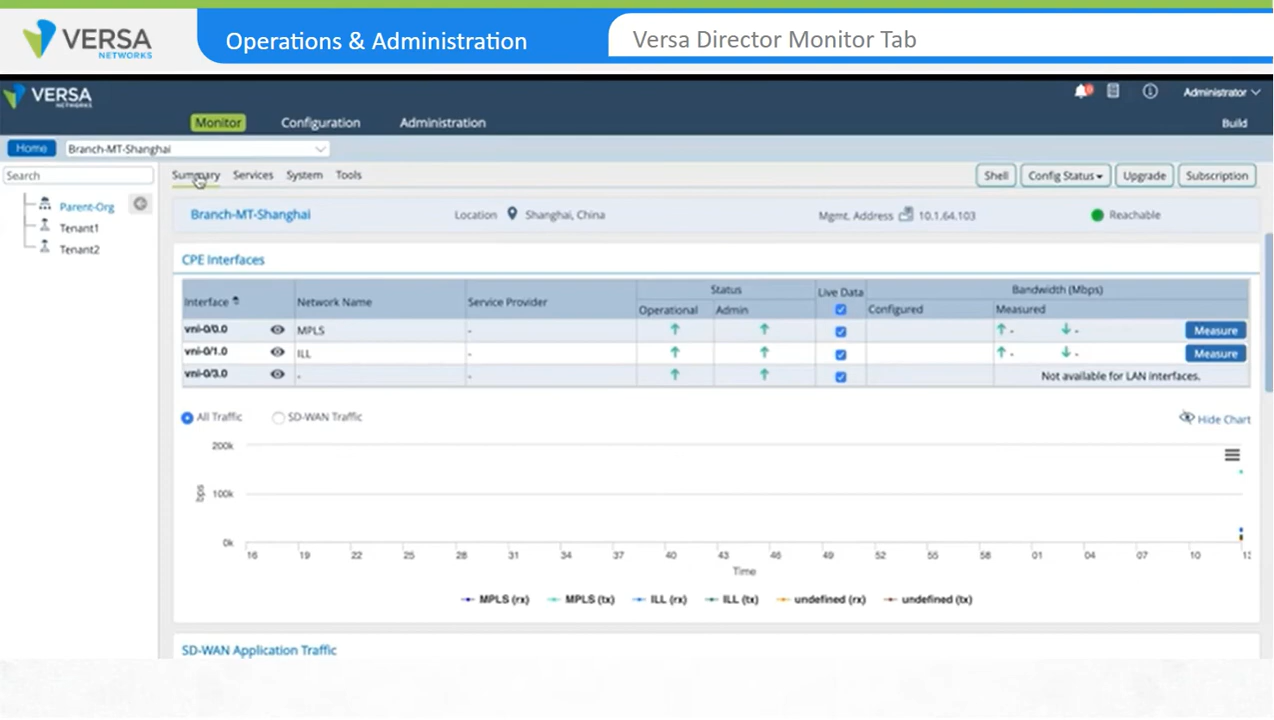 VERSA
NETWORKS
Operations & Administration
Versa Director Monitor Tab
VERSA
NETWORKS
Administrator
Monitor Configuration Administration
Build
Home Branch-MT-Shanghai
Search
Summary Services System Tools
Shell Config Status Upgrade Subscription
Parent-Org
Tenant1
Tenant2
Branch-MT-Shanghai Location Shanghai, China Mgmt. Address 10.1.64.103 Reachable
CPE Interfaces
Interface Network Name Service Provider Status Live Data Bandwidth (Mbps)
Operational Admin Configured Measured
vni-0/0.0 MPLS - - - Measure
vni-0/1.0 ILL - - - Measure
vni-0/3.0 - - Not available for LAN interfaces.
All Traffic SD-WAN Traffic Hide Chart
200k
100k
0k
bps
16 19 22 25 28 31 34 37 40 43 46 49 52 55 58 01 04 07 10 13
Time
MPLS (rx) MPLS (tx) ILL (rx) ILL (tx) undefined (rx) undefined (tx)
SD-WAN Application Traffic